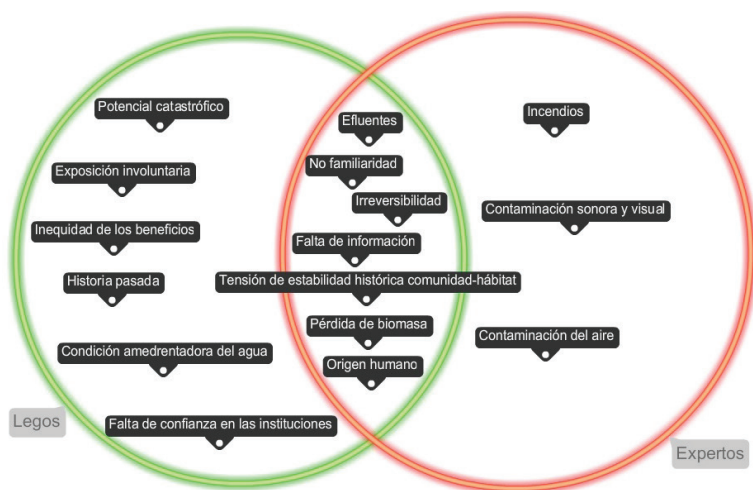 Potencial catastrófico
Exposición involuntaria
Inequidad de los beneficios
Historia pasada
Condición amedrentadora del agua
Falta de confianza en las instituciones
Legos
Efluentes
No familiaridad
Irreversibilidad
Falta de información
Tensión de estabilidad histórica comunidad-hábitat
Pérdida de biomasa
Origen humano
Incendios
Contaminación sonora y visual
Contaminación del aire
Expertos